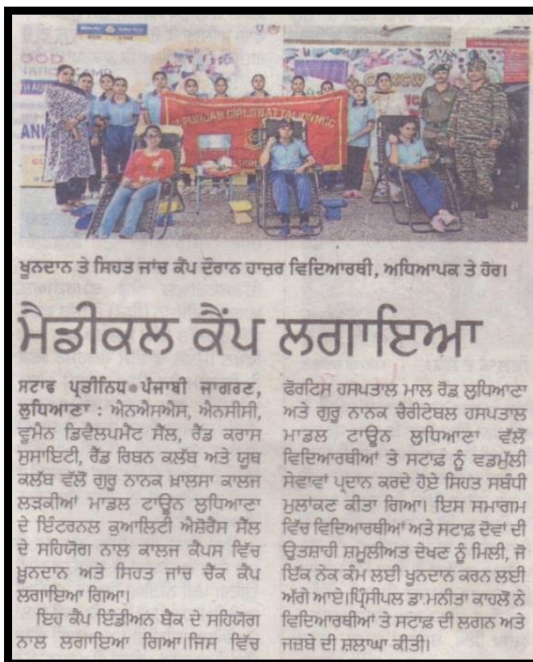 PUNJAB GIRLS BATTALION NCC
ਖੂਨਦਾਨ ਤੇ ਸਿਹਤ ਜਾਂਚ ਕੈਂਪ ਦੌਰਾਨ ਹਾਜ਼ਰ ਵਿਦਿਆਰਥੀ, ਅਧਿਆਪਕ ਤੇ ਹੋਰ।
ਮੈਡੀਕਲ ਕੈਂਪ ਲਗਾਇਆ
ਸਟਾਫ ਪ੍ਰਤੀਨਿਧ•ਪੰਜਾਬੀ ਜਾਗਰਣ,
ਲੁਧਿਆਣਾ : ਐਨਐਸਐਸ, ਐਨਸੀਸੀ,
ਵੂਮੈਨ ਡਿਵੈਲਪਮੈਂਟ ਸੈੱਲ, ਰੈੱਡ ਕਰਾਸ
ਸੁਸਾਇਟੀ, ਰੈੱਡ ਰਿਬਨ ਕਲੱਬ ਅਤੇ ਯੂਥ
ਕਲੱਬ ਵੱਲੋਂ ਗੁਰੂ ਨਾਨਕ ਖ਼ਾਲਸਾ ਕਾਲਜ
ਲੜਕੀਆਂ ਮਾਡਲ ਟਾਊਨ ਲੁਧਿਆਣਾ
ਦੇ ਇੰਟਰਨਲ ਕੁਆਲਿਟੀ ਐਸ਼ੋਰੈਂਸ ਸੈੱਲ
ਦੇ ਸਹਿਯੋਗ ਨਾਲ ਕਾਲਜ ਕੈਂਪਸ ਵਿੱਚ
ਖ਼ੂਨਦਾਨ ਅਤੇ ਸਿਹਤ ਜਾਂਚ ਚੈੱਕ ਕੈਂਪ
ਲਗਾਇਆ ਗਿਆ।
ਇਹ ਕੈਂਪ ਇੰਡੀਅਨ ਬੈਂਕ ਦੇ ਸਹਿਯੋਗ
ਨਾਲ ਲਗਾਇਆ ਗਿਆ।ਜਿਸ ਵਿੱਚ
ਫੋਰਟਿਸ ਹਸਪਤਾਲ ਮਾਲ ਰੋਡ ਲੁਧਿਆਣਾ
ਅਤੇ ਗੁਰੂ ਨਾਨਕ ਚੈਰੀਟੇਬਲ ਹਸਪਤਾਲ
ਮਾਡਲ ਟਾਊਨ ਲੁਧਿਆਣਾ ਵੱਲੋਂ
ਵਿਦਿਆਰਥੀਆਂ ਤੇ ਸਟਾਫ਼ ਨੂੰ ਵਡਮੁੱਲੀ
ਸੇਵਾਵਾਂ ਪ੍ਰਦਾਨ ਕਰਦੇ ਹੋਏ ਸਿਹਤ ਸਬੰਧੀ
ਮੁਲਾਂਕਣ ਕੀਤਾ ਗਿਆ। ਇਸ ਸਮਾਗਮ
ਵਿੱਚ ਵਿਦਿਆਰਥੀਆਂ ਅਤੇ ਸਟਾਫ਼ ਦੋਵਾਂ ਦੀ
ਉਤਸ਼ਾਹੀ ਸ਼ਮੂਲੀਅਤ ਦੇਖਣ ਨੂੰ ਮਿਲੀ, ਜੋ
ਇੱਕ ਨੇਕ ਕੰਮ ਲਈ ਖੂਨਦਾਨ ਕਰਨ ਲਈ
ਅੱਗੇ ਆਏ।ਪ੍ਰਿੰਸੀਪਲ ਡਾ.ਮਨੀਤਾ ਕਾਹਲੋਂ ਨੇ
ਵਿਦਿਆਰਥੀਆਂ ਤੇ ਸਟਾਫ਼ ਦੀ ਲਗਨ ਅਤੇ
ਜਜ਼ਬੇ ਦੀ ਸ਼ਲਾਘਾ ਕੀਤੀ।